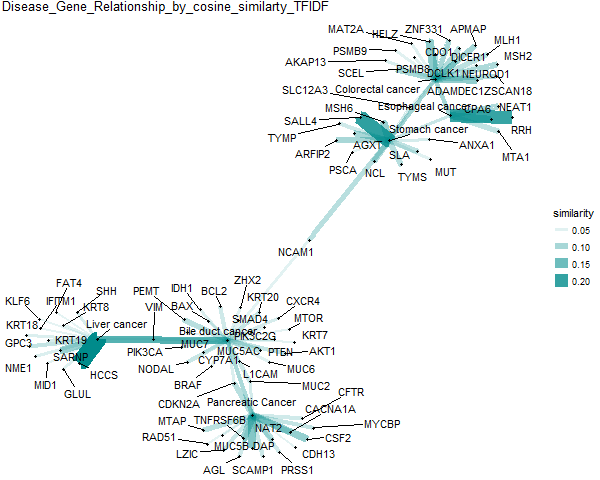 Disease_Gene_Relationship_by_cosine_similarty_TFIDF
MAT2A
HELZ
ZNF331
APMAP
PSMB9
CDO1
MLH1
AKAP13
DICER1
MSH2
SCEL
PSMB8
DCLK1
NEUROD1
SLC12A3
Colorectal cancer
ADAMDEC1
ZSCAN18
MSH6
Esophageal cancer
CPA6
NEAT1
SALL4
Stomach cancer
RRH
TYMP
AGXT
ANXA1
ARFIP2
SLA
MTA1
PSCA
NCL
TYMS
MUT
NCAM1
similarity
0.05
0.10
0.15
0.20
FAT4
SHH
PEMT
IDH1
BCL2
ZHX2
KLF6
IFITM1
KRT8
VIM
BAX
KRT20
CXCR4
KRT18
Liver cancer
SMAD4
MTOR
GPC3
KRT19
Bile duct cancer
PIK3C2G
KRT7
SARNP
PIK3CA
MUC7
MUC5AC
PTEN
AKT1
NME1
HCCS
NODAL
CYP7A1
L1CAM
MUC6
MID1
GLUL
BRAF
MUC2
CDKN2A
Pancreatic Cancer
CFTR
CACNA1A
MTAP
TNFRSF6B
NAT2
MYCBP
RAD51
MUC5B
DAP
CSF2
LZIC
CDH13
AGL
SCAMP1
PRSS1